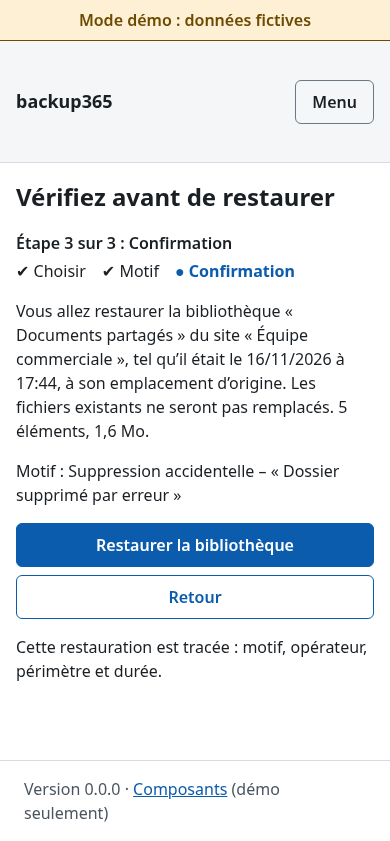 Mode démo : données fictives
backup365
Menu
Vérifiez avant de restaurer
Étape 3 sur 3 : Confirmation
✔ Choisir ✔ Motif ● Confirmation
Vous allez restaurer la bibliothèque «
Documents partagés » du site « Équipe
commerciale », tel qu’il était le 16/11/2026 à
17:44, à son emplacement d’origine. Les
fichiers existants ne seront pas remplacés. 5
éléments, 1,6 Mo.
Motif : Suppression accidentelle – « Dossier
supprimé par erreur »
Restaurer la bibliothèque
Retour
Cette restauration est tracée : motif, opérateur,
périmètre et durée.
Version 0.0.0 · Composants (démo
seulement)